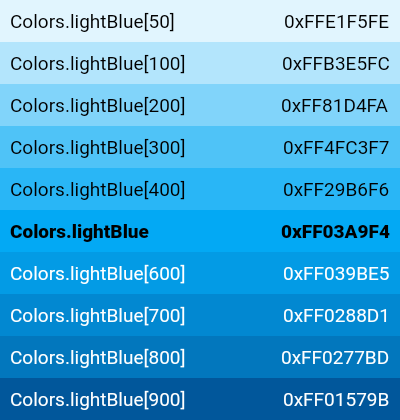 Colors.lightBlue[50] 0xFFE1F5FE
Colors.lightBlue[100] 0xFFB3E5FC
Colors.lightBlue[200] 0xFF81D4FA
Colors.lightBlue[300] 0xFF4FC3F7
Colors.lightBlue[400] 0xFF29B6F6
Colors.lightBlue 0xFF03A9F4
Colors.lightBlue[600] 0xFF039BE5
Colors.lightBlue[700] 0xFF0288D1
Colors.lightBlue[800] 0xFF0277BD
Colors.lightBlue[900] 0xFF01579B